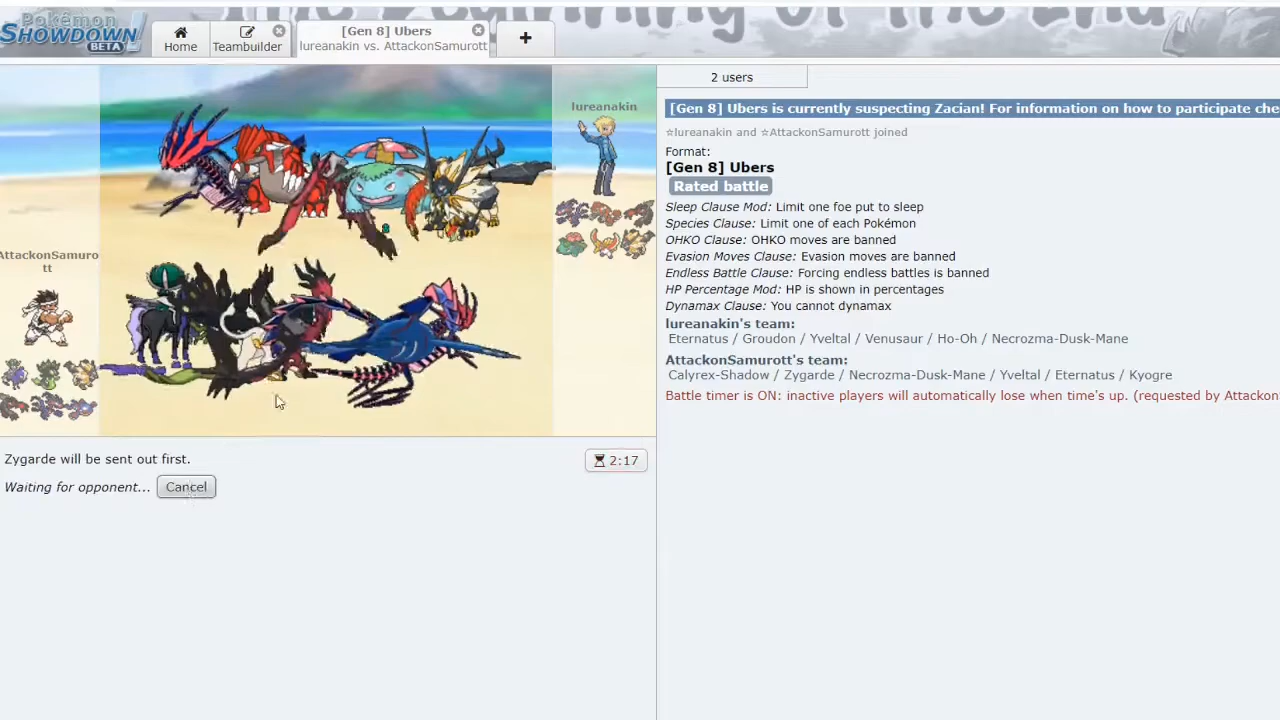 The Beginning of the End
Pokémon
SHOWDOWN!
BETA
Home
Teambuilder
[Gen 8] Ubers
lureanakin vs. AttackonSamurott
2 users
lureanakin
AttackonSamuro
tt
[Gen 8] Ubers is currently suspecting Zacian! For information on how to participate che
☆lureanakin and ☆AttackonSamurott joined
Format:
[Gen 8] Ubers
Rated battle
Sleep Clause Mod: Limit one foe put to sleep
Species Clause: Limit one of each Pokémon
OHKO Clause: OHKO moves are banned
Evasion Moves Clause: Evasion moves are banned
Endless Battle Clause: Forcing endless battles is banned
HP Percentage Mod: HP is shown in percentages
Dynamax Clause: You cannot dynamax
lureanakin's team:
Eternatus / Groudon / Yveltal / Venusaur / Ho-Oh / Necrozma-Dusk-Mane
AttackonSamurott's team:
Calyrex-Shadow / Zygarde / Necrozma-Dusk-Mane / Yveltal / Eternatus / Kyogre
Battle timer is ON: inactive players will automatically lose when time's up. (requested by Attackon
Zygarde will be sent out first.
2:17
Waiting for opponent... Cancel